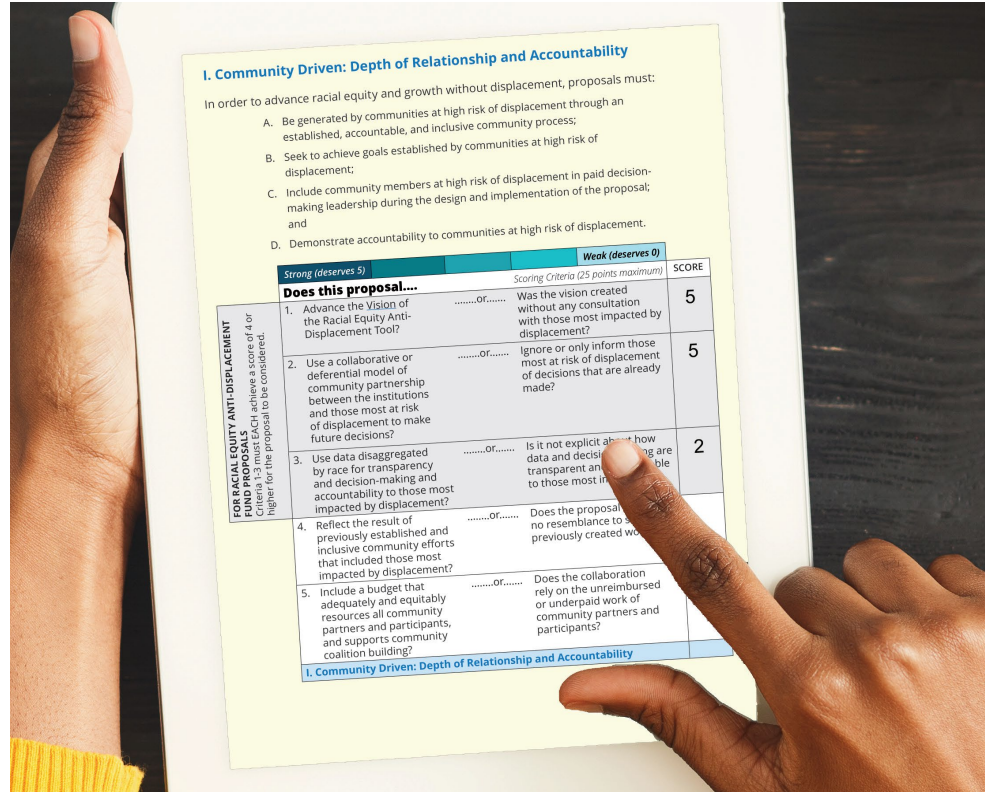 I. Community Driven: Depth of Relationship and Accountability
In order to advance racial equity and growth without displacement, proposals must:
A. Be generated by communities at high risk of displacement through an
established, accountable, and inclusive community process;
B. Seek to achieve goals established by communities at high risk of
displacement;
C. Include community members at high risk of displacement in paid decision-
making leadership during the design and implementation of the proposal;
and
D. Demonstrate accountability to communities at high risk of displacement.
Strong (deserves 5)
Weak (deserves 0)
Does this proposal....
Scoring Criteria (25 points maximum)
SCORE
FOR RACIAL EQUITY ANTI-DISPLACEMENT
FUND PROPOSALS
Criteria 1-3 must EACH achieve a score of 4 or
higher for the proposal to be considered.
1. Advance the Vision of
the Racial Equity Anti-
Displacement Tool?
........or.......
Was the vision created
without any consultation
with those most impacted by
displacement?
5
2. Use a collaborative or
deferential model of
community partnership
between the institutions
and those most at risk
of displacement to make
future decisions?
........or.......
Ignore or only inform those
most at risk of displacement
of decisions that are already
made?
5
3. Use data disaggregated
by race for transparency
and decision-making and
accountability to those most
impacted by displacement?
........or.......
Is it not explicit how
data and are
transparent
to those most
2
4. Reflect the result of
previously established and
inclusive community efforts
that included those most
impacted by displacement?
........or.......
Does the proposal
no resemblance to
previously created
5. Include a budget that
adequately and equitably
resources all community
partners and participants,
and supports community
coalition building?
........or.......
Does the collaboration
rely on the unreimbursed
or underpaid work of
community partners and
participants?
I. Community Driven: Depth of Relationship and Accountability